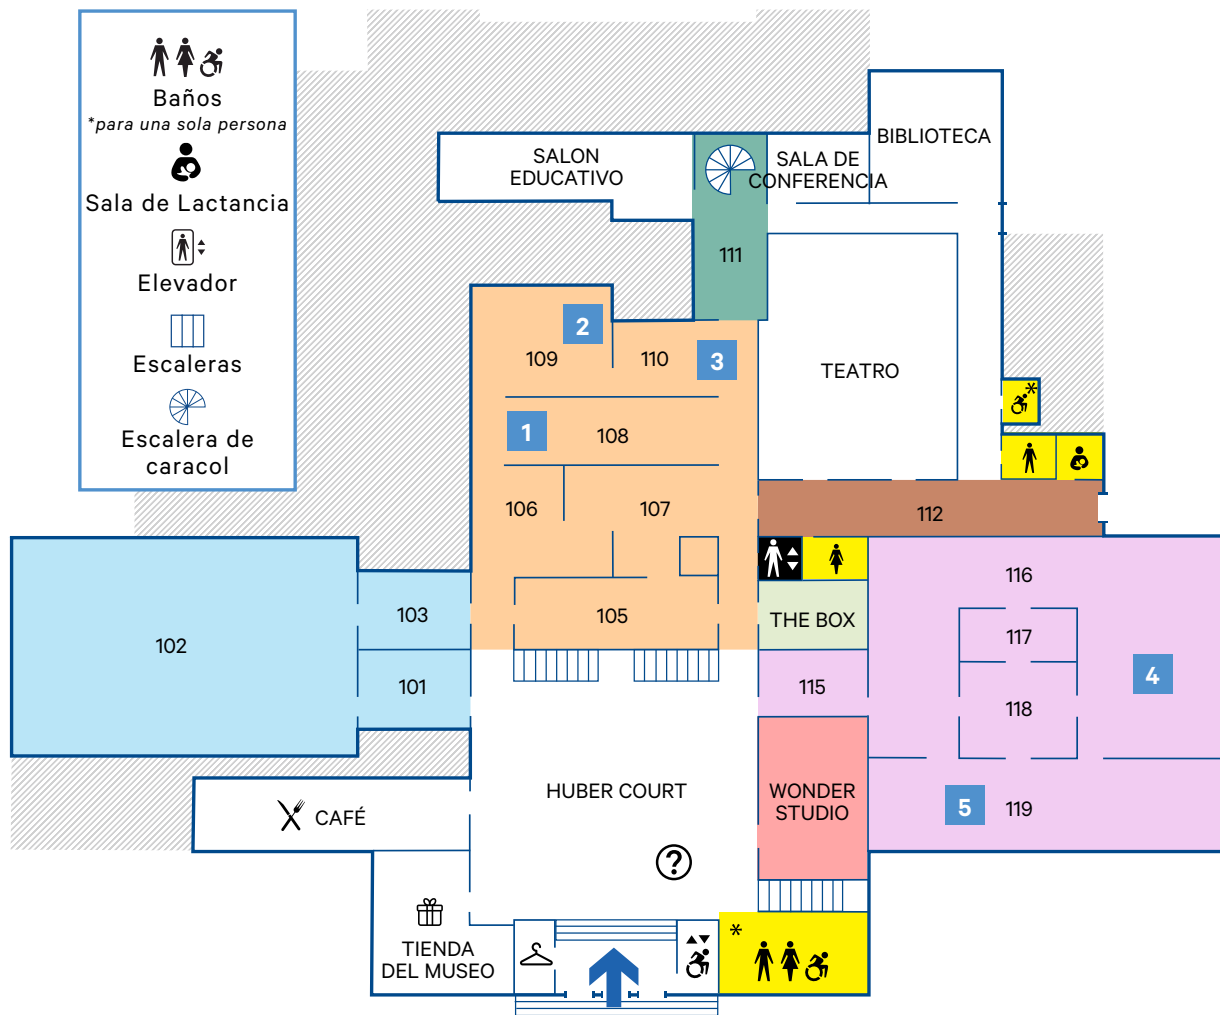 Baños
*para una sola persona
Sala de Lactancia
Elevador
Escaleras
Escalera de
caracol
BIBLIOTECA
SALON
EDUCATIVO
SALA DE
CONFERENCIA
111
2
109
110
3
TEATRO
*
1
108
106
107
112
116
103
105
THE BOX
117
102
101
115
4
118
HUBER COURT
WONDER
STUDIO
5
119
CAFÉ
?
TIENDA
DEL MUSEO
*